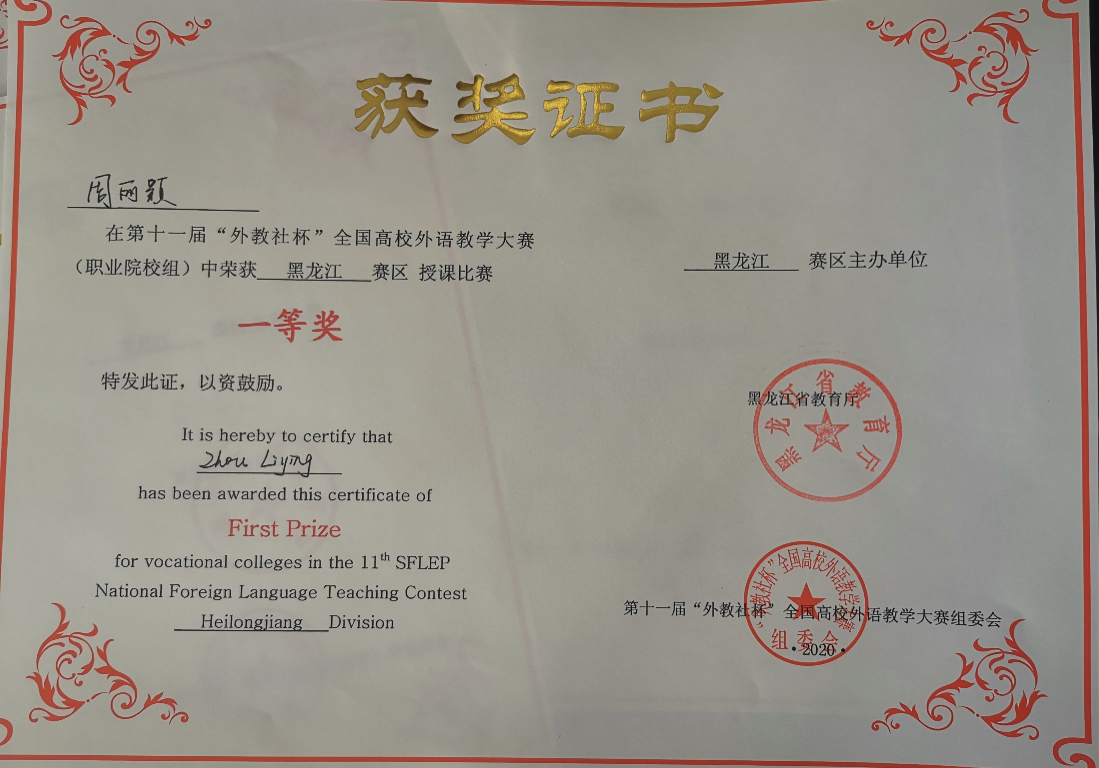 获奖证书
周丽颖
在第十一届“外教社杯”全国高校外语教学大赛
（职业院校组）中荣获 黑龙江 赛区 授课比赛
一等奖
特发此证，以资鼓励。
It is hereby to certify that
Zhou Liying
has been awarded this certificate of
First Prize
for vocational colleges in the 11th SFLEP
National Foreign Language Teaching Contest
Heilongjiang Division
黑龙江 赛区主办单位
黑龙江省教育厅
黑龙江省教育厅
“外教社杯”全国高校外语教学大赛
组委会
第十一届“外教社杯”全国高校外语教学大赛组委会
·2020·